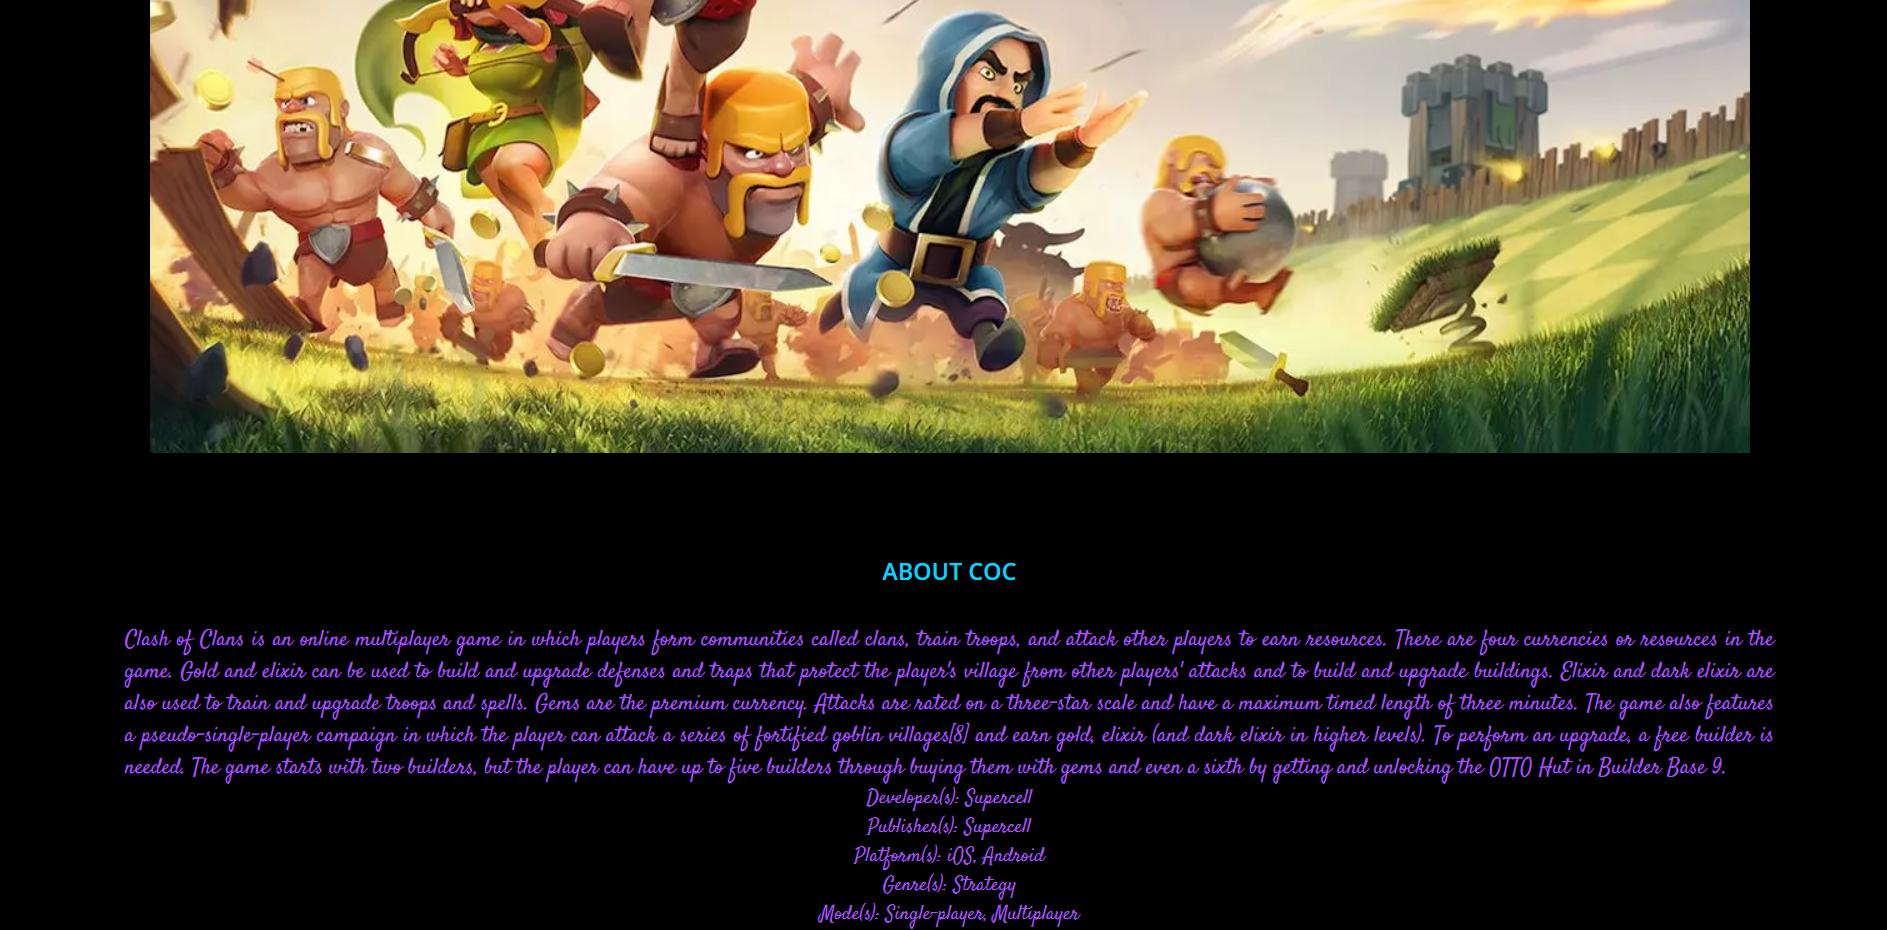 ABOUT COC
Clash of Clans is an online multiplayer game in which players form communities called clans, train troops, and attack other players to earn resources. There are four currencies or resources in the
game. Gold and elixir can be used to build and upgrade defenses and traps that protect the player's village from other players' attacks and to build and upgrade buildings. Elixir and dark elixir are
also used to train and upgrade troops and spells. Gems are the premium currency. Attacks are rated on a three-star scale and have a maximum timed length of three minutes. The game also features
a pseudo-single-player campaign in which the player can attack a series of fortified goblin villages[8] and earn gold, elixir (and dark elixir in higher levels). To perform an upgrade, a free builder is
needed. The game starts with two builders, but the player can have up to five builders through buying them with gems and even a sixth by getting and unlocking the OTTO Hut in Builder Base 9.
Developer(s): Supercell
Publisher(s): Supercell
Platform(s): iOS, Android
Genre(s): Strategy
Mode(s): Single-player, Multiplayer